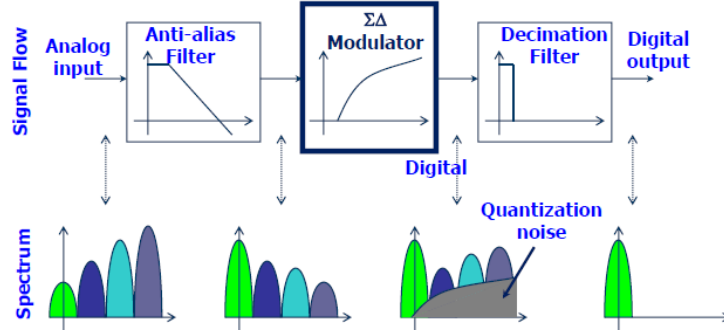 Signal Flow
Analog
input
Anti-alias
Filter
ΣΔ
Modulator
Decimation
Filter
Digital
output
Digital
Spectrum
Quantization
noise